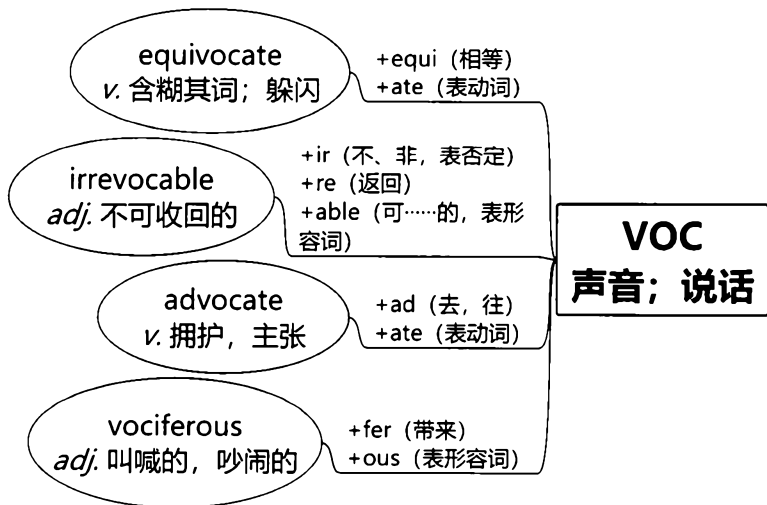 equivocate
v. 含糊其词；躲闪
+equi（相等）
+ate（表动词）
irrevocable
adj. 不可收回的
+ir（不、非，表否定）
+re（返回）
+able（可……的，表形
容词）
VOC
声音；说话
advocate
v. 拥护，主张
+ad（去，往）
+ate（表动词）
vociferous
adj. 叫喊的，吵闹的
+fer（带来）
+ous（表形容词）